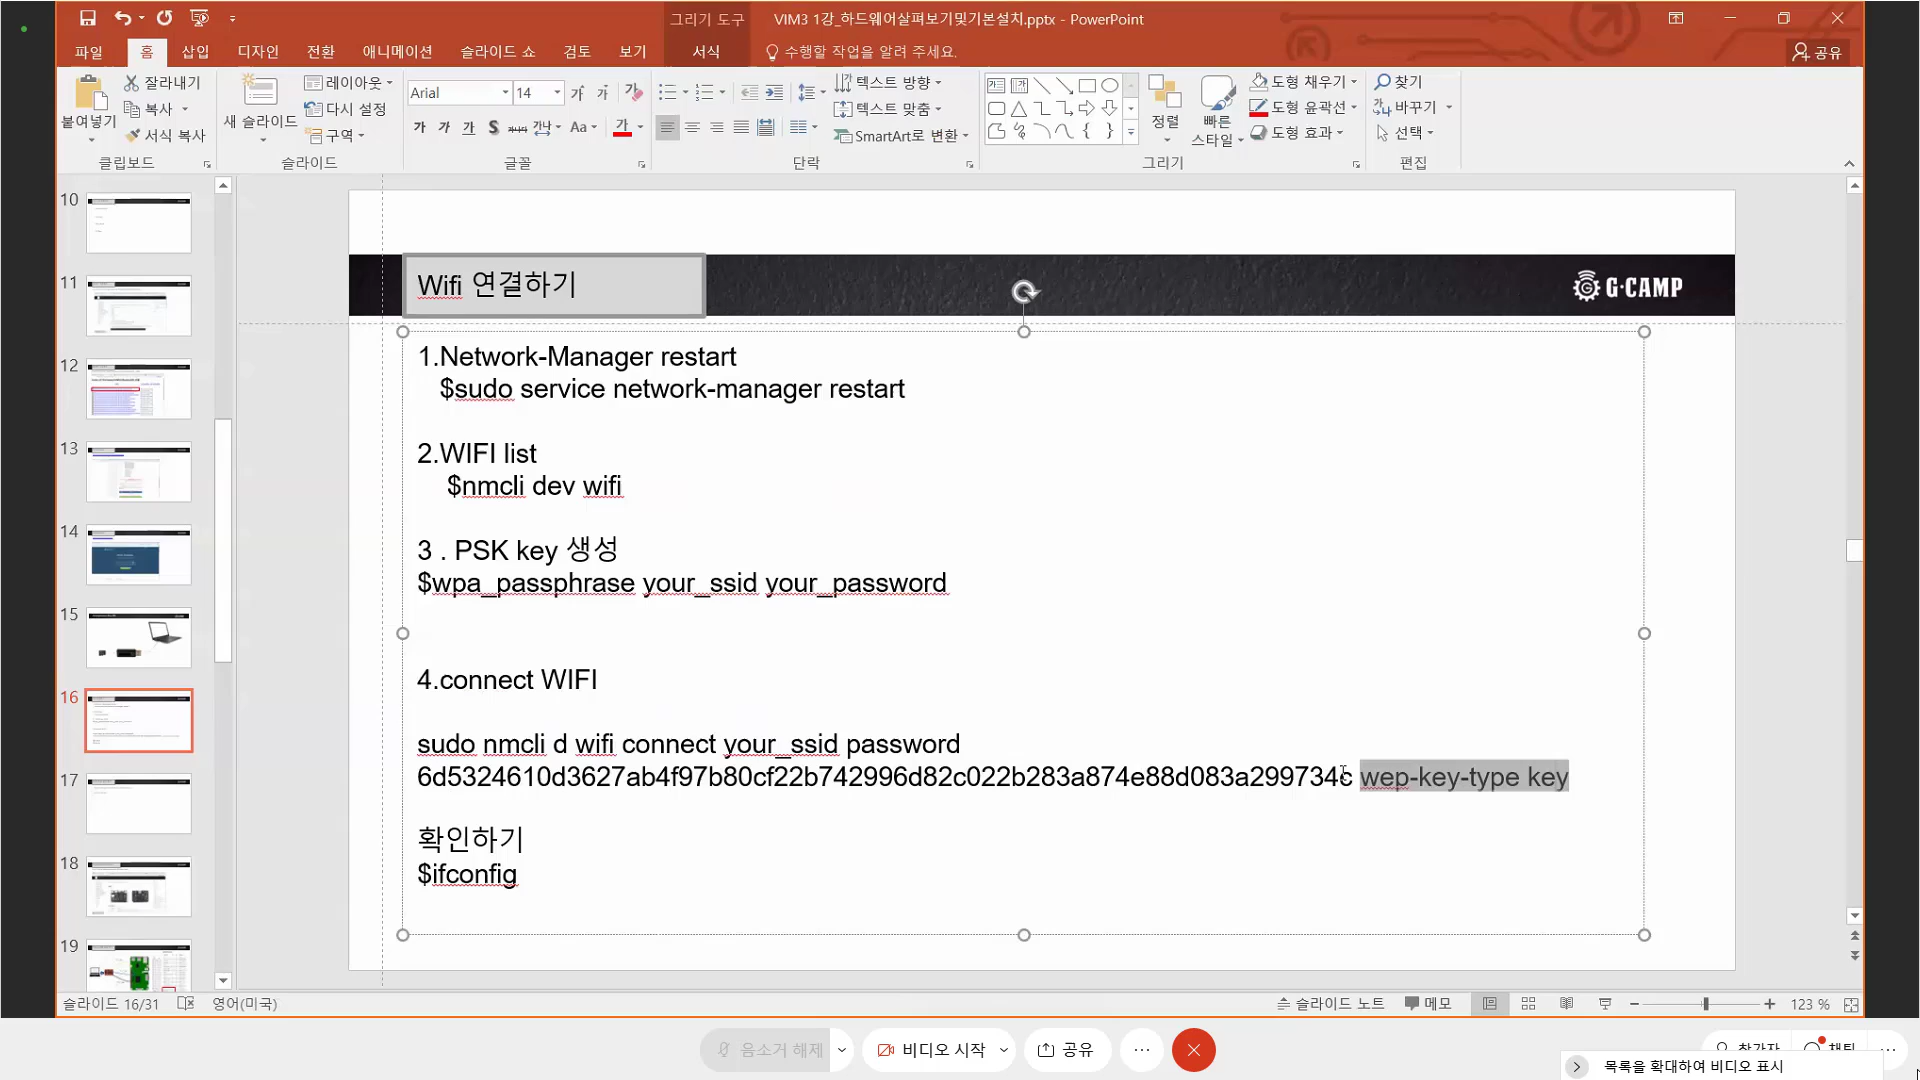 VIM3 1강_하드웨어살펴보기및기본설치.pptx - PowerPoint
그리기 도구
파일 홈 삽입 디자인 전환 애니메이션 슬라이드 쇼 검토 보기 서식 수행할 작업을 알려 주세요.
공유
붙여넣기
잘라내기
복사
서식 복사
클립보드
새 슬라이드
레이아웃
다시 설정
구역
슬라이드
Arial 14
글꼴
텍스트 방향
텍스트 맞춤
SmartArt로 변환
단락
정렬
빠른 스타일
도형 채우기
도형 윤곽선
도형 효과
그리기
찾기
바꾸기
선택
편집
10
11
12
13
14
15
16
17
18
19
Wifi 연결하기
G-CAMP
1.Network-Manager restart
$sudo service network-manager restart
2.WIFI list
$nmcli dev wifi
3 . PSK key 생성
$wpa_passphrase your_ssid your_password
4.connect WIFI
sudo nmcli d wifi connect your_ssid password
6d5324610d3627ab4f97b80cf22b742996d82c022b283a874e88d083a299734c wep-key-type key
확인하기
$ifconfig
슬라이드 16/31 영어(미국)
슬라이드 노트 메모 123 %
음소거 해제 비디오 시작 공유
참가자 채팅
목록을 확대하여 비디오 표시